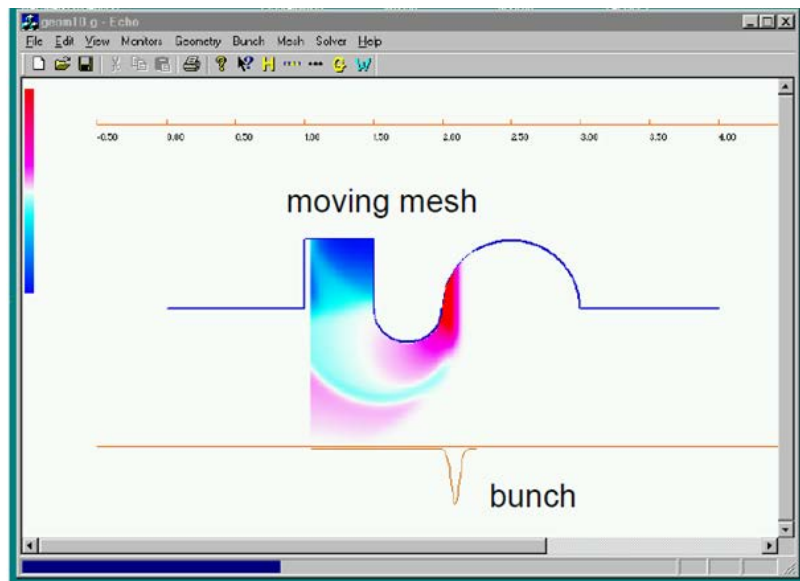 geom10 g - Echo
File Edit View Monitors Geometry Bunch Mesh Solver Help
-0.50 0.00 0.50 1.00 1.50 2.00 2.50 3.00 3.50 4.00
moving mesh
bunch